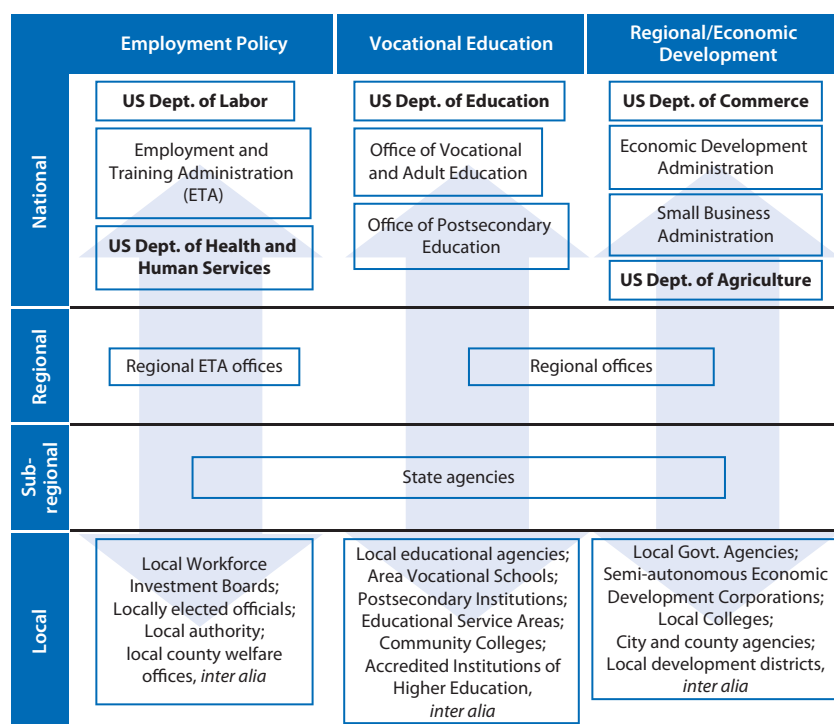 Employment Policy
Vocational Education
Regional/Economic
Development
National
US Dept. of Labor
Employment and
Training Administration
(ETA)
US Dept. of Health and
Human Services
US Dept. of Education
Office of Vocational
and Adult Education
Office of Postsecondary
Education
US Dept. of Commerce
Economic Development
Administration
Small Business
Administration
US Dept. of Agriculture
Regional
Regional ETA offices
Regional offices
Sub-
regional
State agencies
Local
Local Workforce
Investment Boards;
Locally elected officials;
Local authority;
local county welfare
offices, inter alia
Local educational agencies;
Area Vocational Schools;
Postsecondary Institutions;
Educational Service Areas;
Community Colleges;
Accredited Institutions of
Higher Education,
inter alia
Local Govt. Agencies;
Semi-autonomous Economic
Development Corporations;
Local Colleges;
City and county agencies;
Local development districts,
inter alia